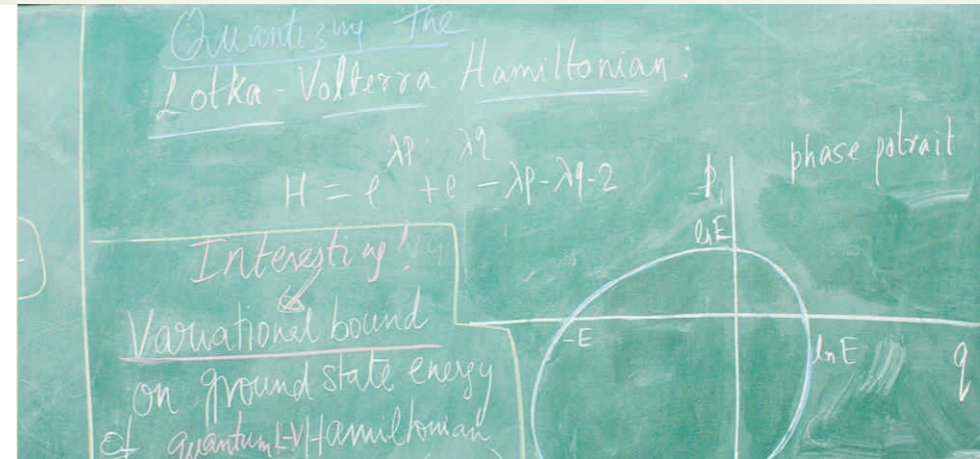 Quantizing the
Lotka-Volterra Hamiltonian:
H = e^λp + e^λq - λp - λq - 2
phase potrait
p
ln E
-E
ln E
q
Interesting!
Variational bound
on ground state energy
of quantum L-V Hamiltonian